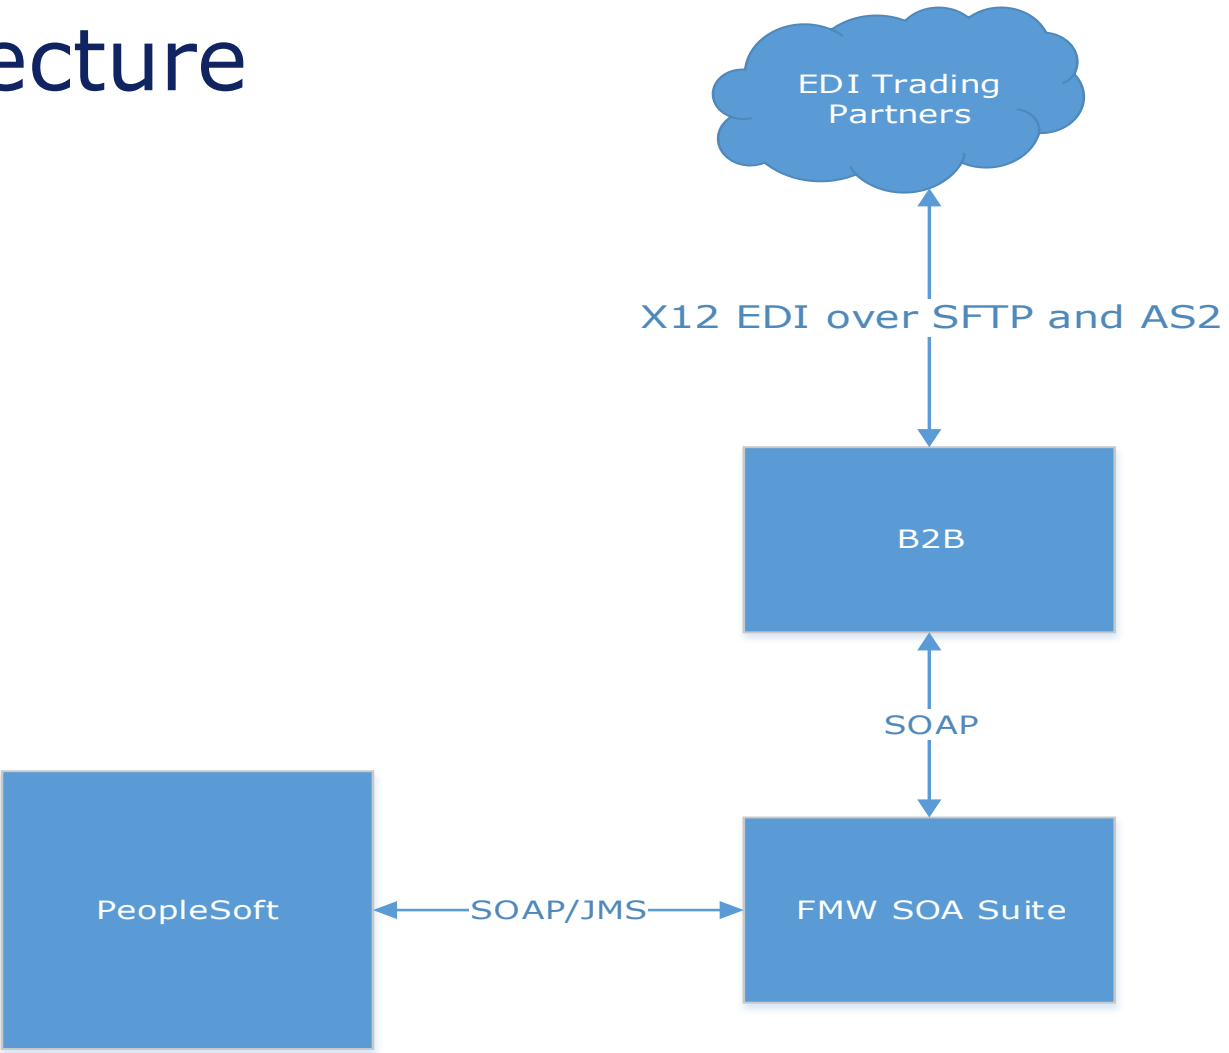 ecture
EDI Trading
Partners
X12 EDI over SFTP and AS2
B2B
SOAP
PeopleSoft
SOAP/JMS
FMW SOA Suite